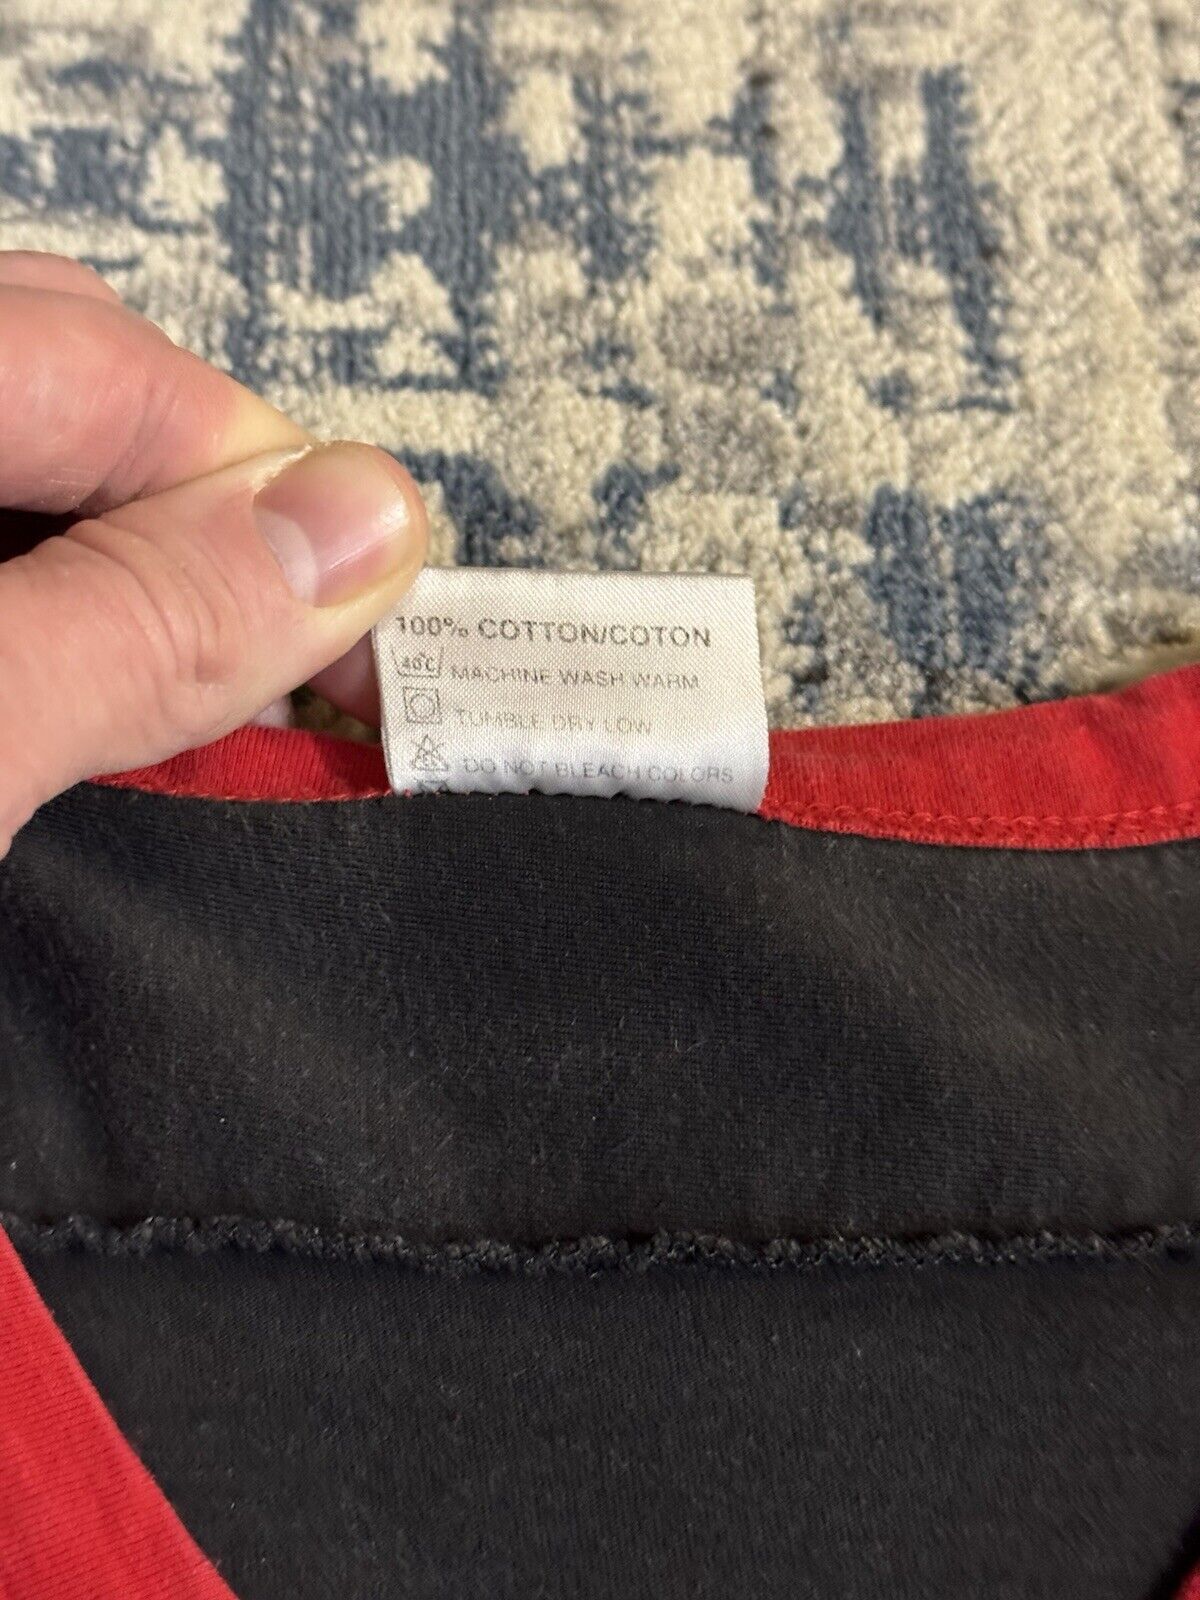 100% COTTON/COTON
40°C MACHINE WASH WARM
TUMBLE DRY LOW
DO NOT BLEACH COLORS